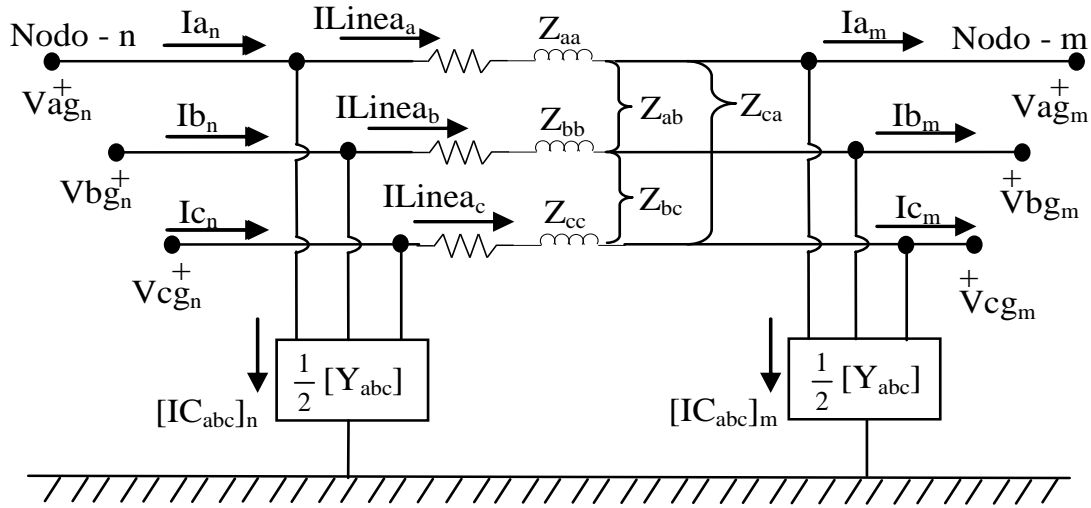 Nodo - n Ia_n ILinea_a Z_aa Ia_m Nodo - m
+ +
Vag_n Vag_m
Ib_n ILinea_b Z_bb Z_ab Z_ca Ib_m
+ +
Vbg_n Vbg_m
Ic_n ILinea_c Z_cc Z_bc Ic_m
+ +
Vcg_n Vcg_m
[IC_abc]_n 1/2 [Y_abc] [IC_abc]_m 1/2 [Y_abc]